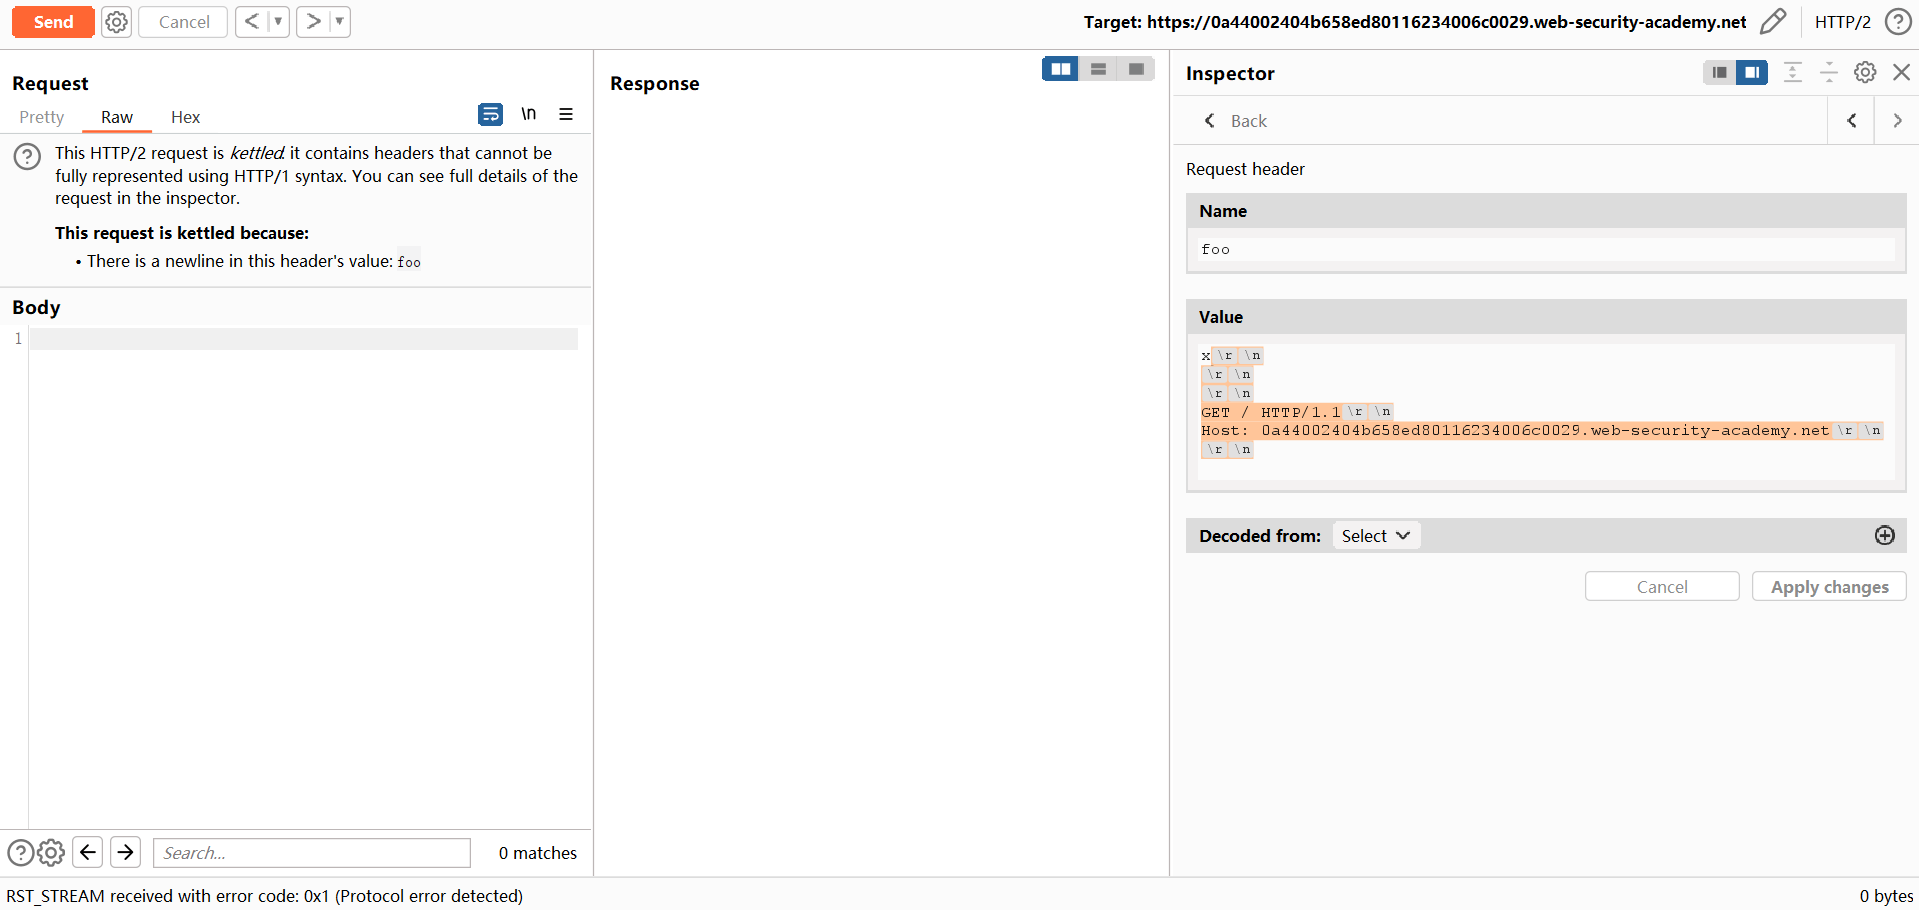 Send
Cancel
Target: https://0a44002404b658ed80116234006c0029.web-security-academy.net
HTTP/2
Request
Pretty
Raw
Hex
\n
This HTTP/2 request is kettled: it contains headers that cannot be
fully represented using HTTP/1 syntax. You can see full details of the
request in the inspector.
This request is kettled because:
• There is a newline in this header's value: foo
Body
1
Search...
0 matches
Response
Inspector
Back
Request header
Name
foo
Value
x\r\n
\r\n
\r\n
GET / HTTP/1.1\r\n
Host: 0a44002404b658ed80116234006c0029.web-security-academy.net\r\n
\r\n
Decoded from:
Select
Cancel
Apply changes
RST_STREAM received with error code: 0x1 (Protocol error detected)
0 bytes